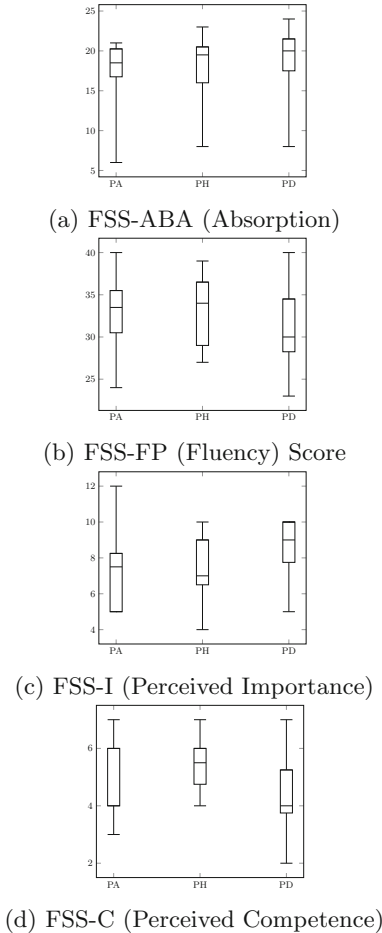 25
20
15
10
5
PA PH PD
(a) FSS-ABA (Absorption)
40
35
30
25
PA PH PD
(b) FSS-FP (Fluency) Score
12
10
8
6
4
PA PH PD
(c) FSS-I (Perceived Importance)
6
4
2
PA PH PD
(d) FSS-C (Perceived Competence)